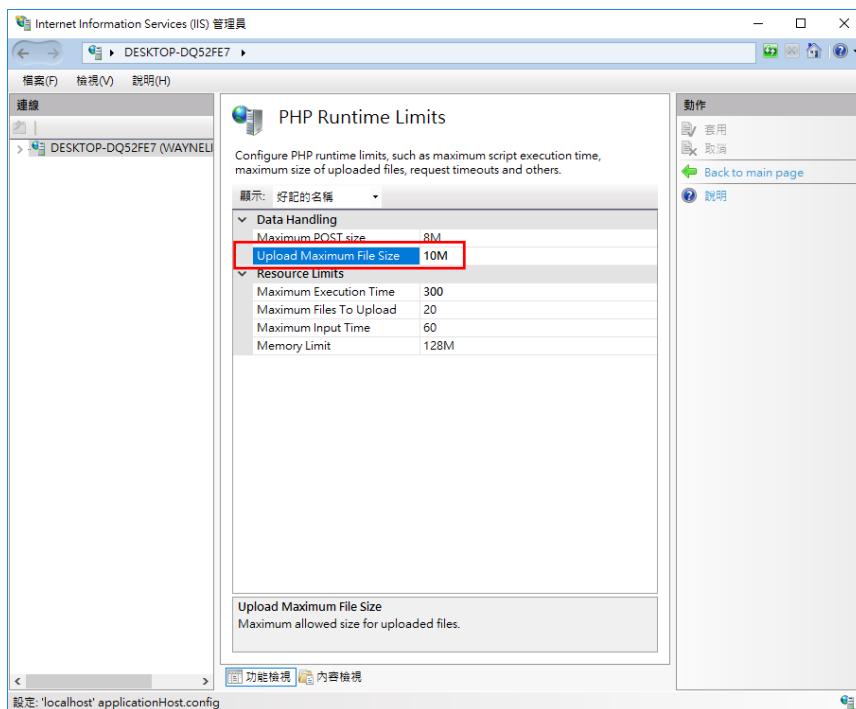 Internet Information Services (IIS) 管理員
DESKTOP-DQ52FE7
檔案(F) 檢視(V) 說明(H)
連線
DESKTOP-DQ52FE7 (WAYNELI
PHP Runtime Limits
Configure PHP runtime limits, such as maximum script execution time,
maximum size of uploaded files, request timeouts and others.
顯示: 好記的名稱
Data Handling
Maximum POST size 8M
Upload Maximum File Size 10M
Resource Limits
Maximum Execution Time 300
Maximum Files To Upload 20
Maximum Input Time 60
Memory Limit 128M
Upload Maximum File Size
Maximum allowed size for uploaded files.
功能檢視 內容檢視
動作
套用
取消
Back to main page
說明
設定: 'localhost' applicationHost.config